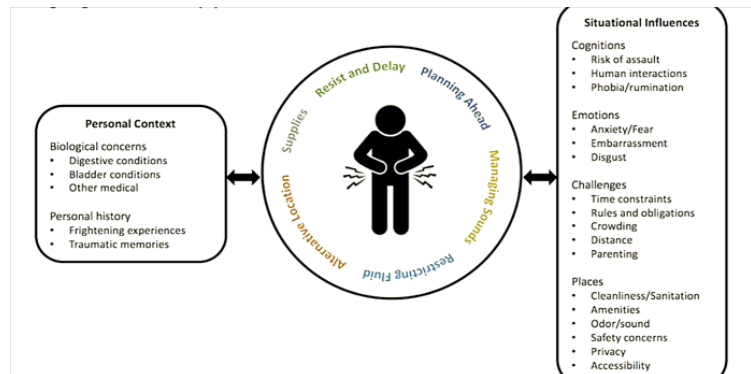 Personal Context
Biological concerns
• Digestive conditions
• Bladder conditions
• Other medical
Personal history
• Frightening experiences
• Traumatic memories
Supplies
Resist and Delay
Planning Ahead
Managing Sounds
Restricting Fluid
Alternative Location
Situational Influences
Cognitions
• Risk of assault
• Human interactions
• Phobia/rumination
Emotions
• Anxiety/Fear
• Embarrassment
• Disgust
Challenges
• Time constraints
• Rules and obligations
• Crowding
• Distance
• Parenting
Places
• Cleanliness/Sanitation
• Amenities
• Odor/sound
• Safety concerns
• Privacy
• Accessibility